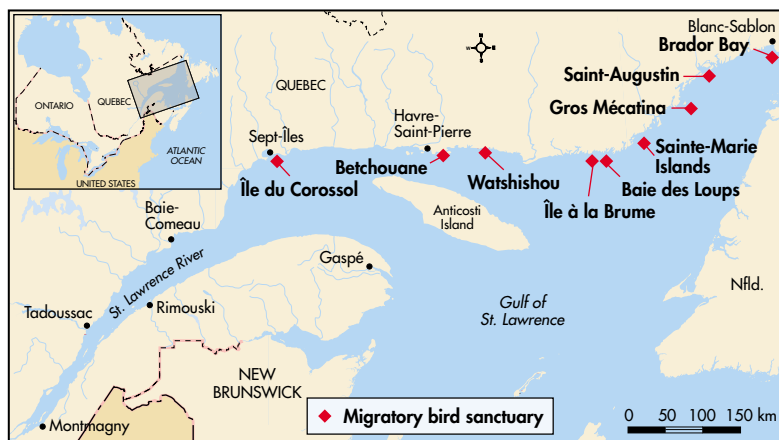 ONTARIO
QUEBEC
ATLANTIC
OCEAN
UNITED STATES
QUEBEC
Blanc-Sablon
Brador Bay
Saint-Augustin
Gros Mécatina
Havre-
Saint-Pierre
Sept-Îles
Sainte-Marie
Islands
Betchouane
Watshishou
Île du Corossol
Baie des Loups
Île à la Brume
Baie-
Comeau
Anticosti
Island
Gaspé
St. Lawrence River
Nfld.
Tadoussac
Rimouski
Gulf of
St. Lawrence
NEW
BRUNSWICK
Migratory bird sanctuary
0 50 100 150 km
Montmagny